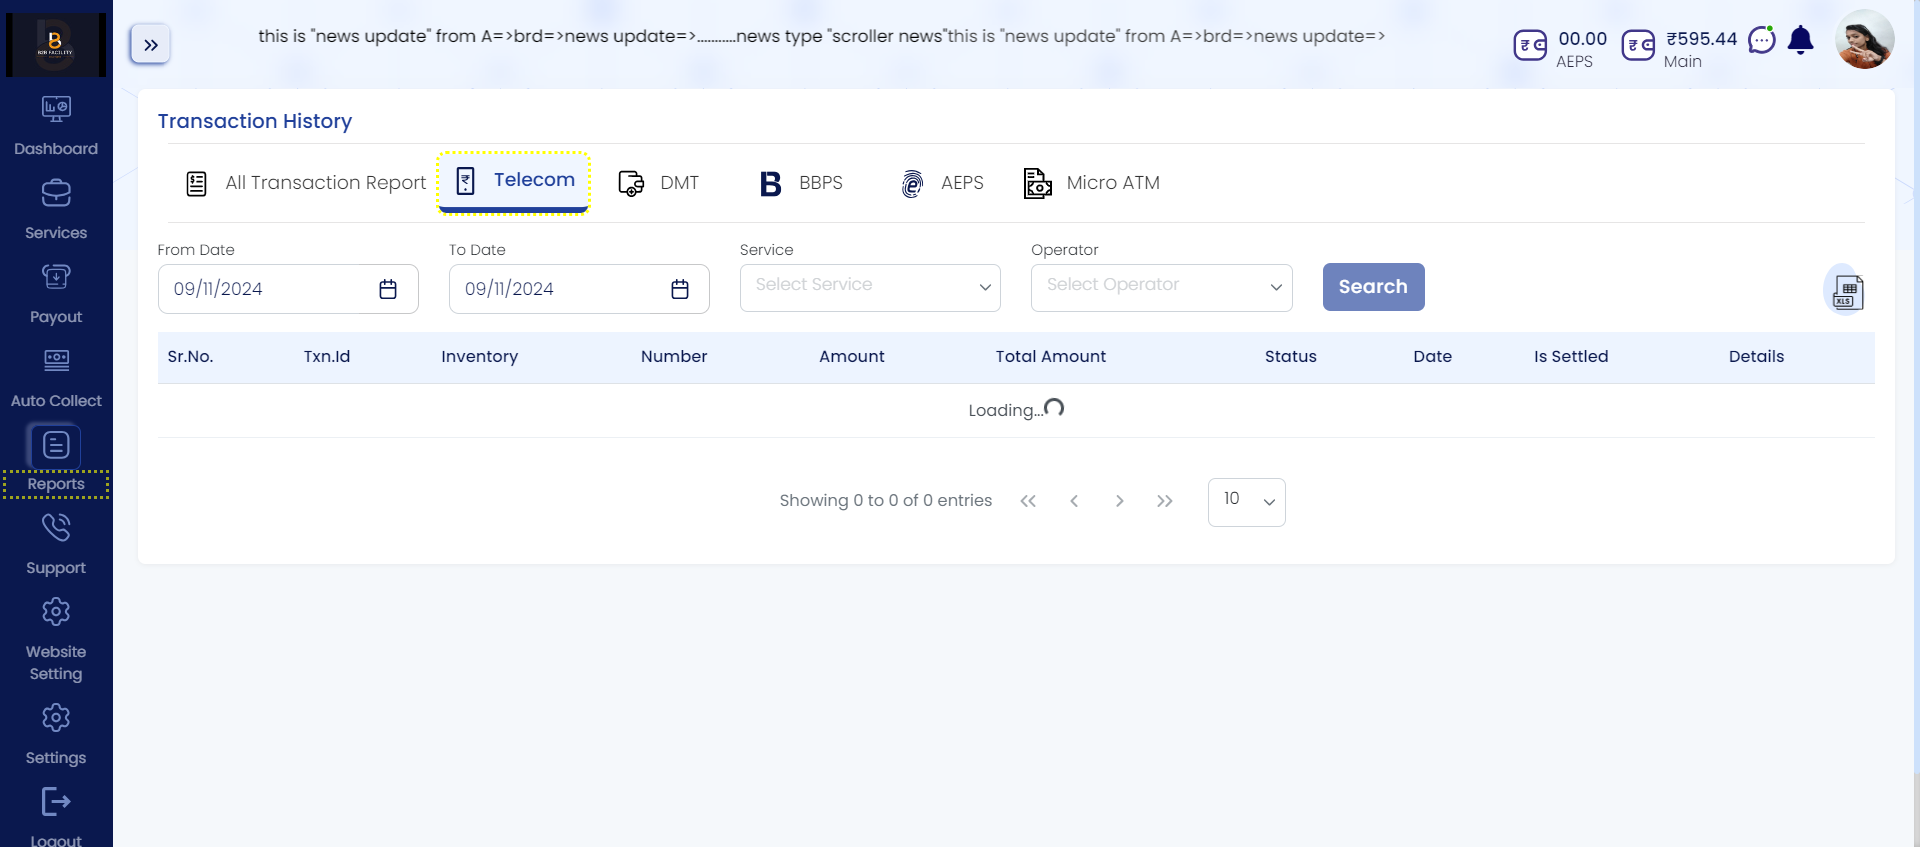 this is "news update" from A=>brd=>news update=>...........news type "scroller news"this is "news update" from A=>brd=>news update=>
00.00
AEPS
₹595.44
Main
B2B FACILITY
Dashboard
Services
Payout
Auto Collect
Reports
Support
Website
Setting
Settings
Logout
Transaction History
All Transaction Report Telecom DMT BBPS AEPS Micro ATM
From Date To Date Service Operator
09/11/2024 09/11/2024 Select Service Select Operator Search
XLS
Sr.No. Txn.Id Inventory Number Amount Total Amount Status Date Is Settled Details
Loading...
Showing 0 to 0 of 0 entries 10